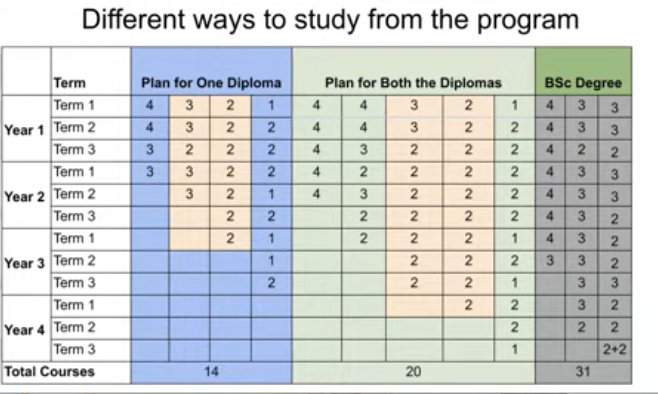 Different ways to study from the program
Term Plan for One Diploma Plan for Both the Diplomas BSc Degree
Year 1 Term 1 4 3 2 1 4 4 3 2 1 4 3 3
Term 2 4 3 2 2 4 4 3 2 2 4 3 3
Term 3 3 2 2 2 4 3 2 2 2 4 2 2
Year 2 Term 1 3 3 2 2 4 2 2 2 2 4 3 3
Term 2 3 2 1 4 3 2 2 2 4 3 3
Term 3 2 2 2 2 2 2 4 3 2
Year 3 Term 1 2 1 2 2 2 1 4 3 2
Term 2 1 2 2 2 3 3 2
Term 3 2 2 2 1 3 3
Year 4 Term 1 2 2 3 2
Term 2 2 2 2
Term 3 1 2+2
Total Courses 14 20 31